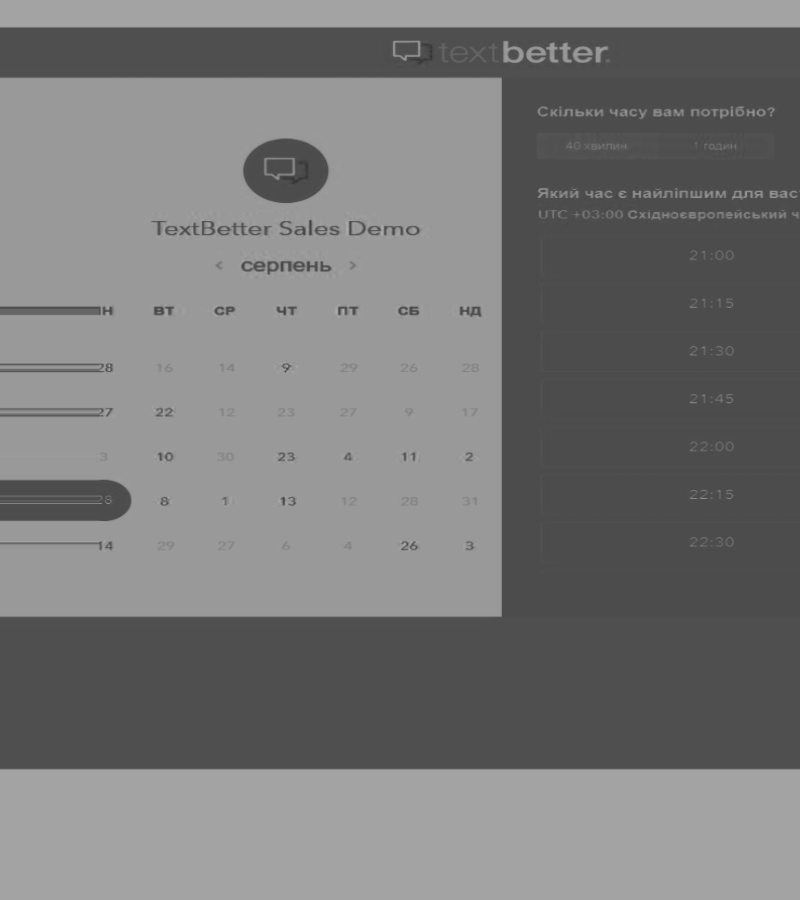 textbetter.
TextBetter Sales Demo
< серпень >
Н ВТ СР ЧТ ПТ СБ НД
28 16 14 9 29 26 28
27 22 12 23 27 9 17
3 10 30 23 4 11 2
28 8 1 13 12 28 31
14 29 27 6 4 26 3
Скільки часу вам потрібно?
40 хвилин 1 годин
Який час є найліпшим для вас
UTC +03:00 Східноєвропейський ч
21:00
21:15
21:30
21:45
22:00
22:15
22:30